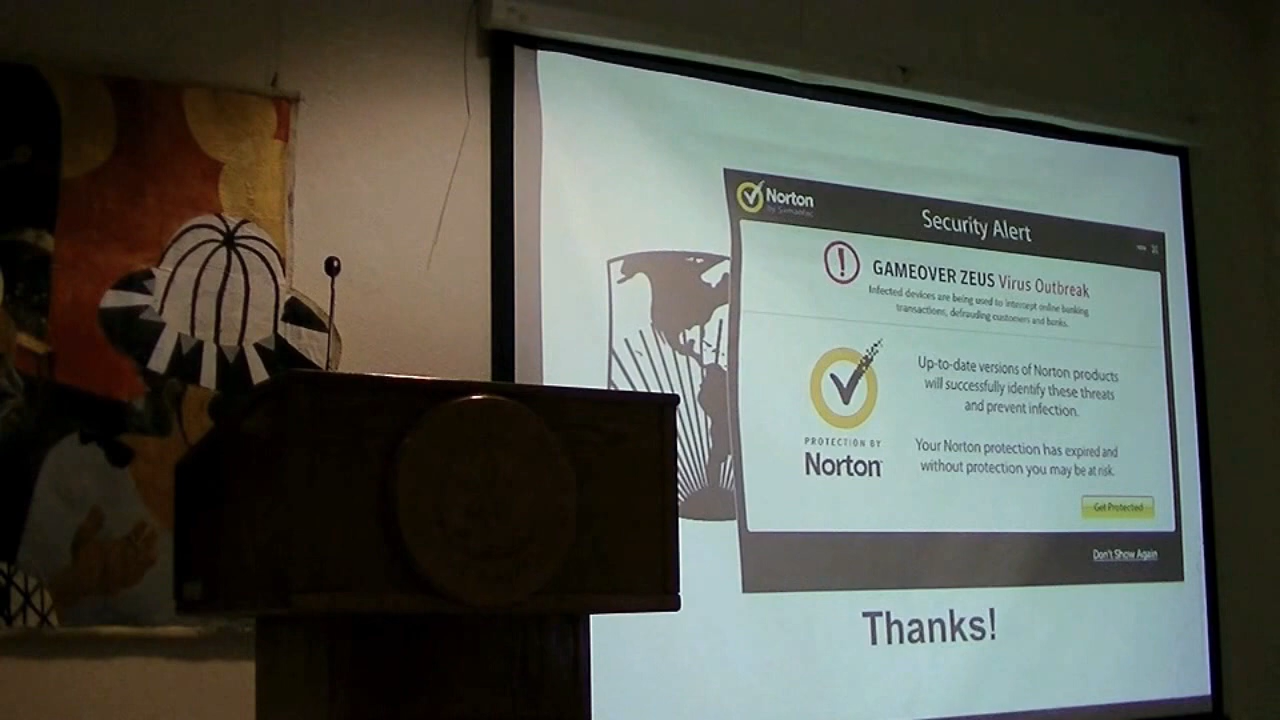 Norton
by Symantec
Security Alert
GAMEOVER ZEUS Virus Outbreak
Infected devices are being used to intercept online banking
transactions, defrauding customers and banks.
Up-to-date versions of Norton products
will successfully identify these threats
and prevent infection.
PROTECTION BY
Norton
Your Norton protection has expired and
without protection you may be at risk.
Get Protected
Don't Show Again
Thanks!